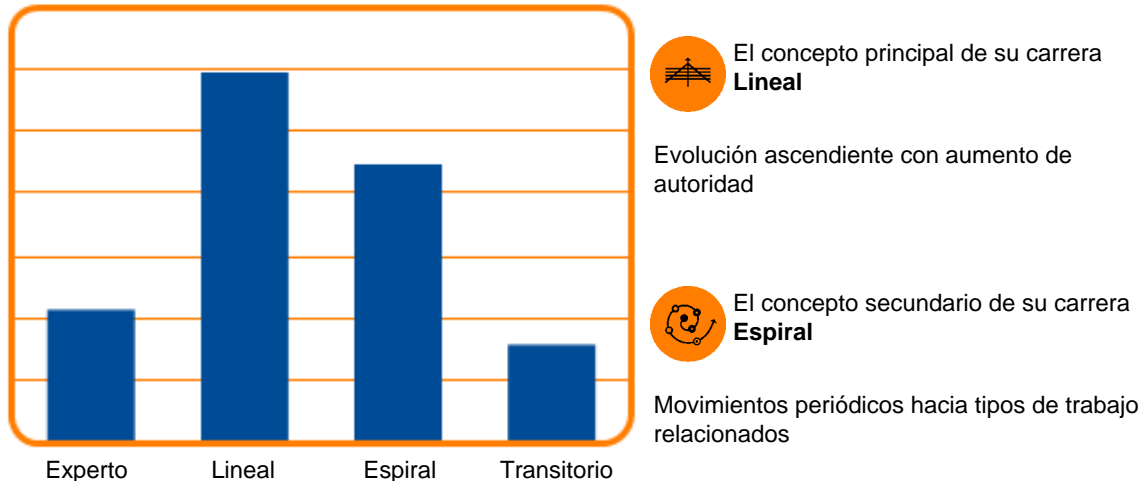 El concepto principal de su carrera
Lineal
Evolución ascendiente con aumento de
autoridad
El concepto secundario de su carrera
Espiral
Movimientos periódicos hacia tipos de trabajo
relacionados
Experto Lineal Espiral Transitorio